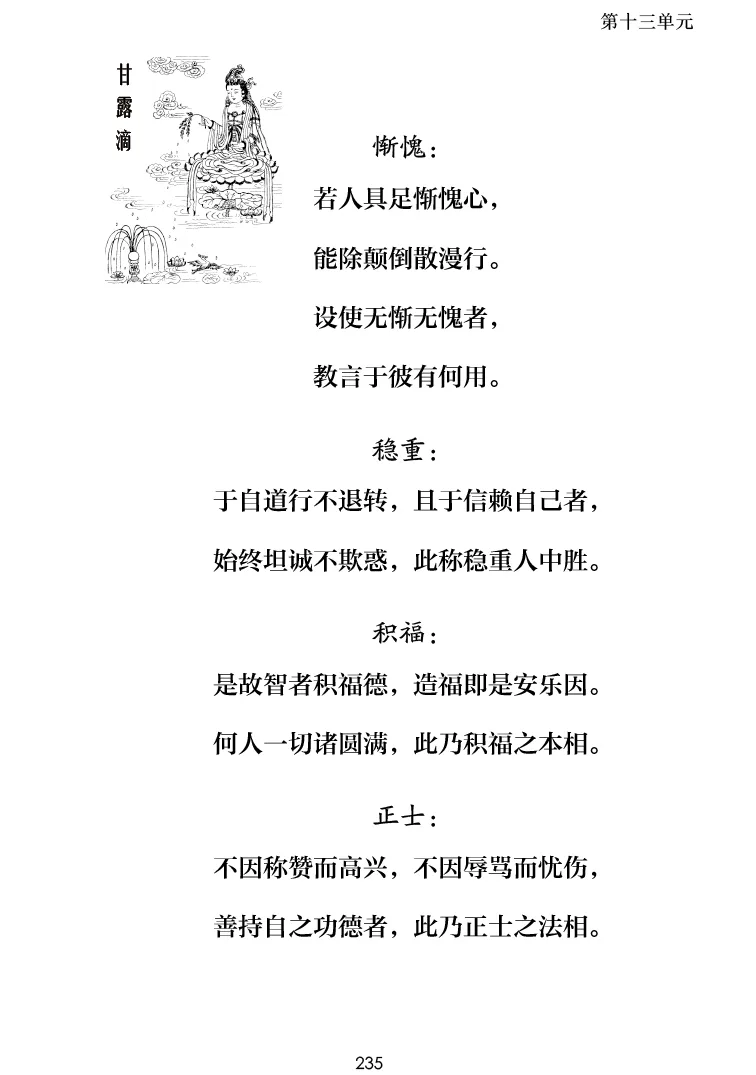 第十三单元
甘露滴
惭愧：
若人具足惭愧心，
能除颠倒散漫行。
设使无惭无愧者，
教言于彼有何用。
稳重：
于自道行不退转，且于信赖自己者，
始终坦诚不欺惑，此称稳重人中胜。
积福：
是故智者积福德，造福即是安乐因。
何人一切诸圆满，此乃积福之本相。
正士：
不因称赞而高兴，不因辱骂而忧伤，
善持自之功德者，此乃正士之法相。
235